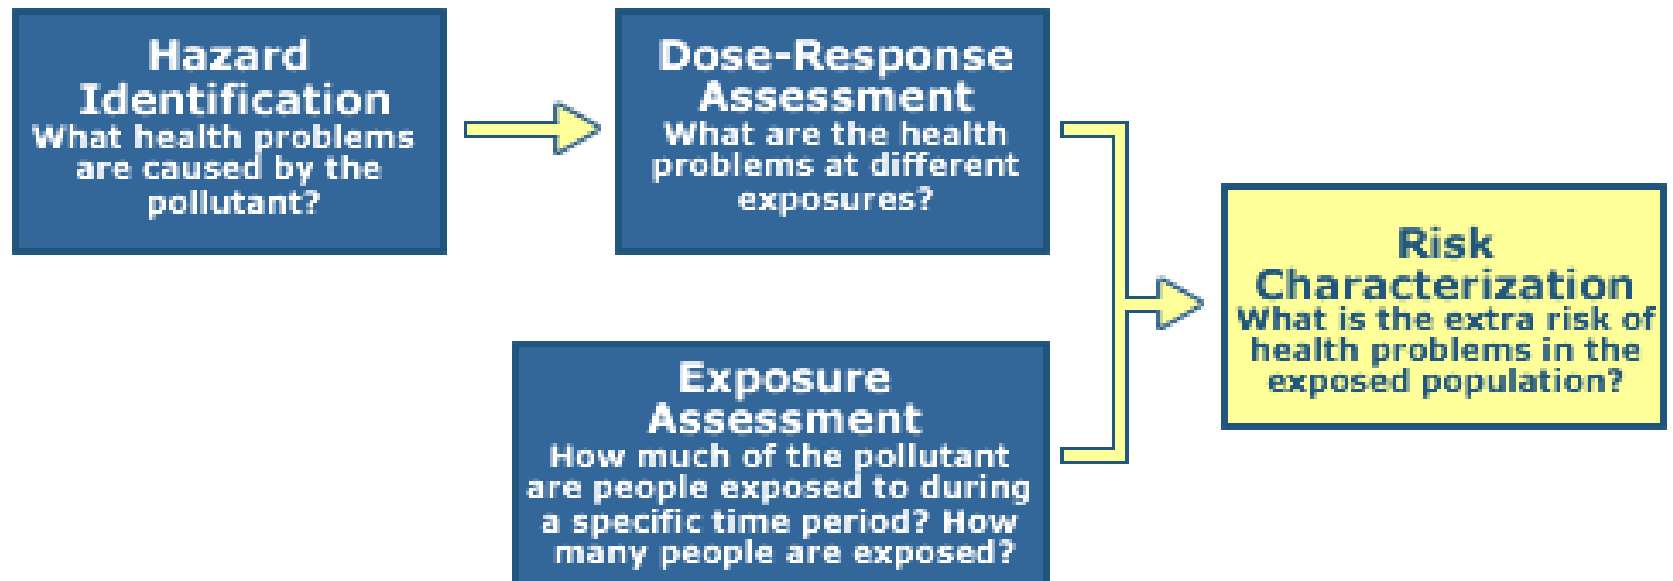 Hazard
Identification
What health problems
are caused by the
pollutant?
Dose-Response
Assessment
What are the health
problems at different
exposures?
Exposure
Assessment
How much of the pollutant
are people exposed to during
a specific time period? How
many people are exposed?
Risk
Characterization
What is the extra risk of
health problems in the
exposed population?